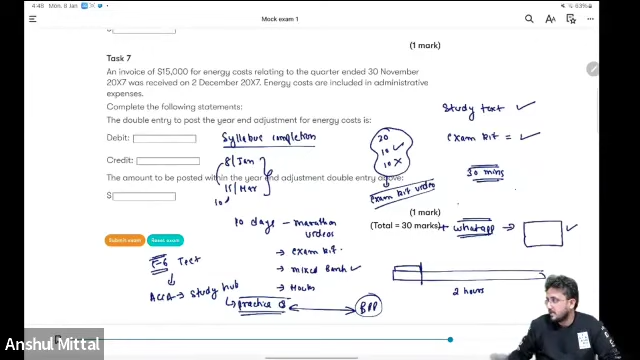 4:48 Mon. 8 Jan
63%
Mock exam 1
$
(1 mark)
Task 7
An invoice of $15,000 for energy costs relating to the quarter ended 30 November
20X7 was received on 2 December 20X7. Energy costs are included in administrative
expenses.
Complete the following statements:
The double entry to post the year end adjustment for energy costs is:
Debit:
Credit:
The amount to be posted within the year end adjustment double entry above:
$
(1 mark)
(Total = 30 marks)
Submit exam Reset exam
Study text
exam kit =
30 mins
+ whatsapp →
Syllabus completion
8/Jan
15/Mar
10
20
10
10 X
exam kit video
10 days - marathon
videos
→ exam kit
→ mixed bank
→ Mocks
Text
ACCA → Study hub
practice Q
BPP
2 hours
Anshul Mittal